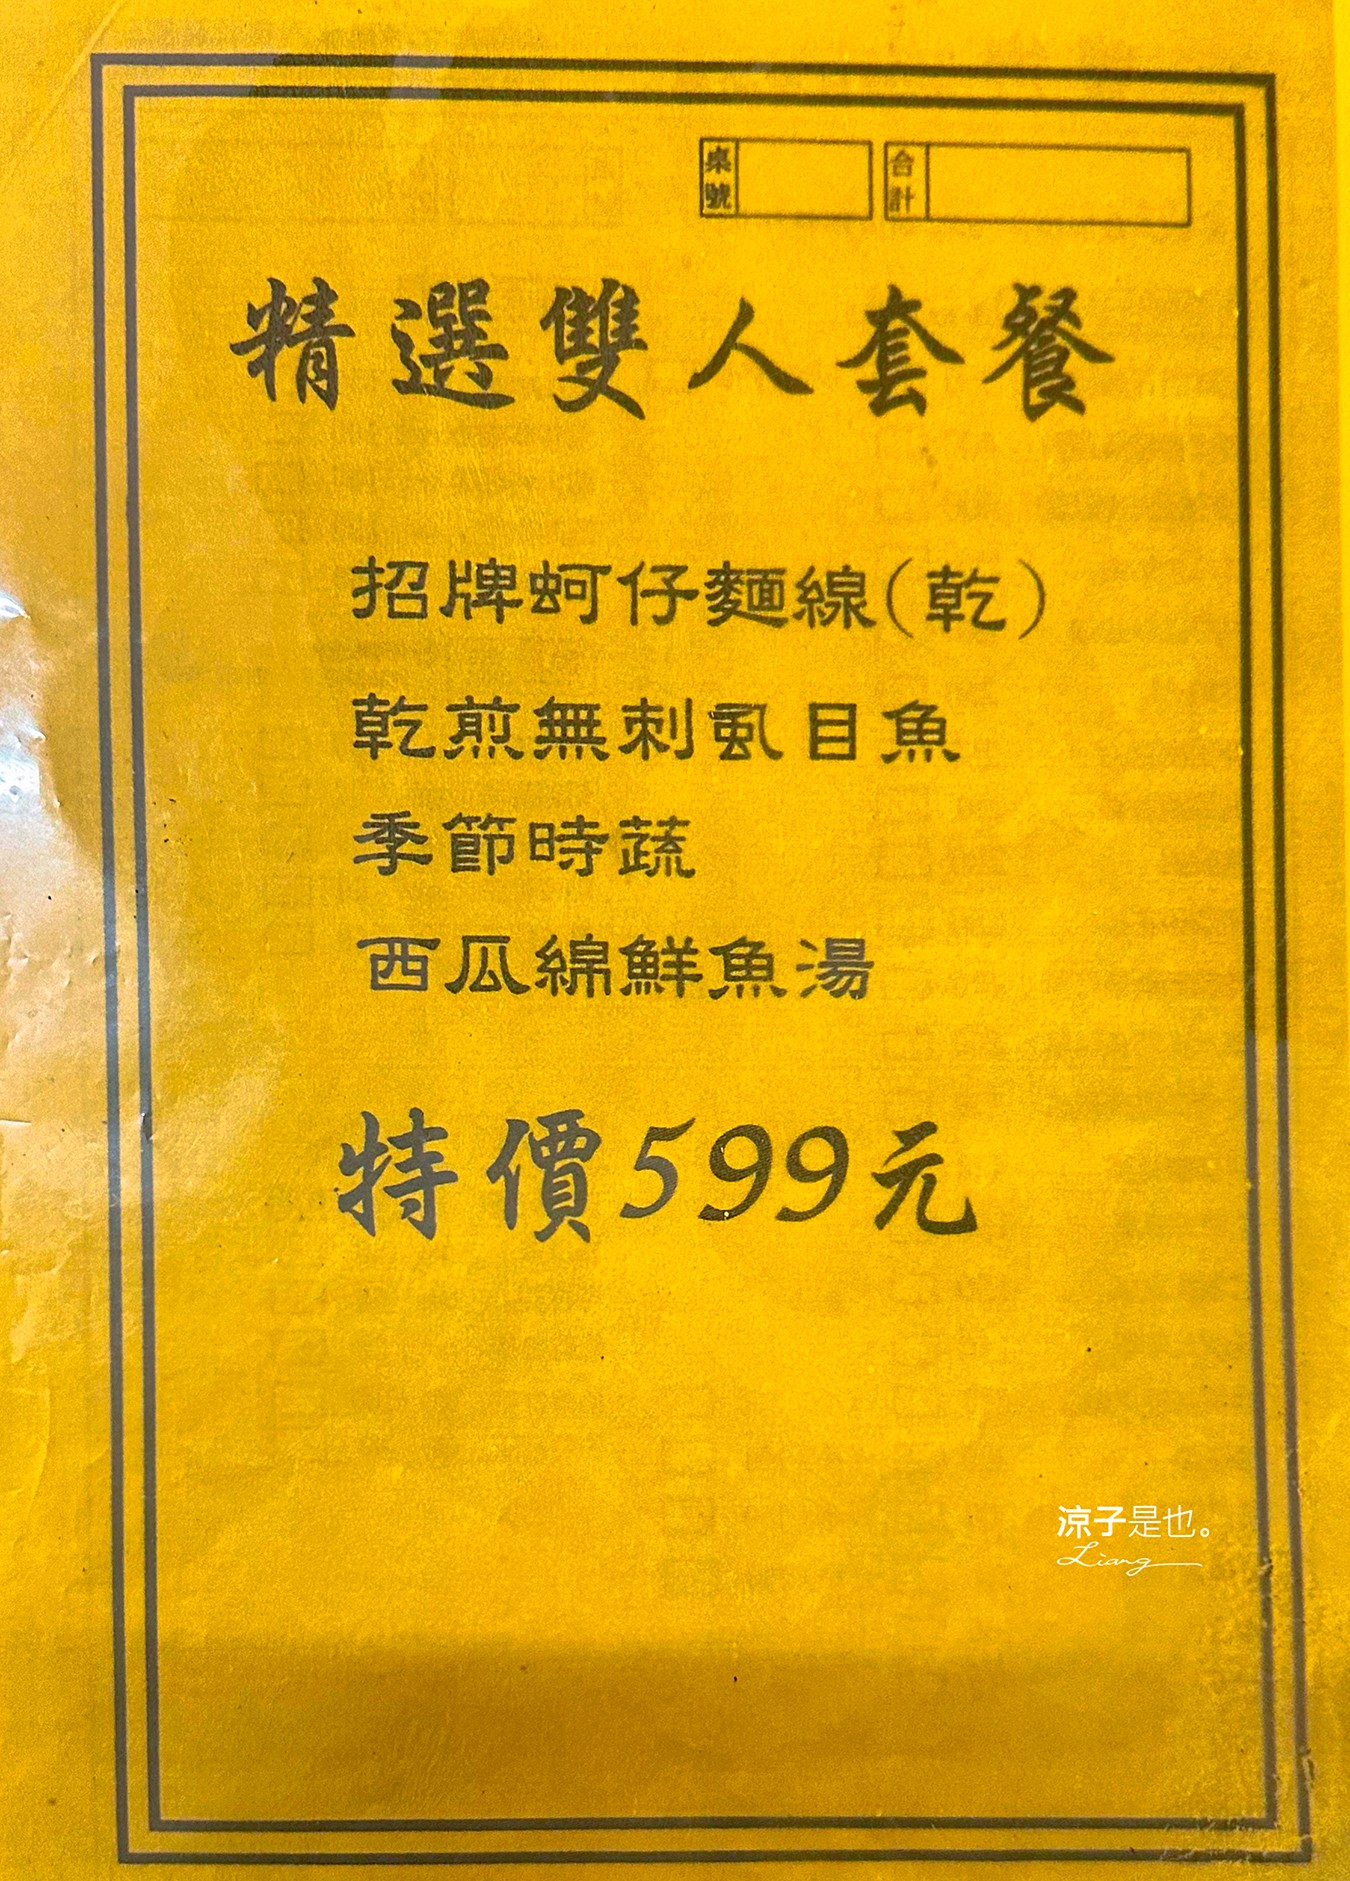 桌號
合計
精選雙人套餐
招牌蚵仔麵線(乾)
乾煎無刺虱目魚
季節時蔬
西瓜綿鮮魚湯
特價599元
涼子是也。
Liang